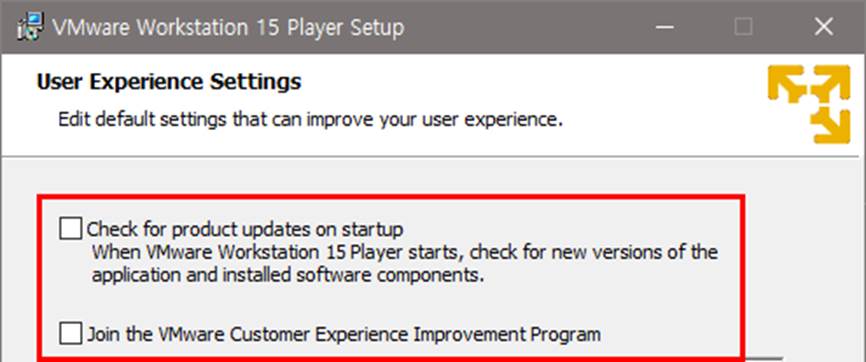 VMware Workstation 15 Player Setup
User Experience Settings
Edit default settings that can improve your user experience.
Check for product updates on startup
When VMware Workstation 15 Player starts, check for new versions of the
application and installed software components.
Join the VMware Customer Experience Improvement Program